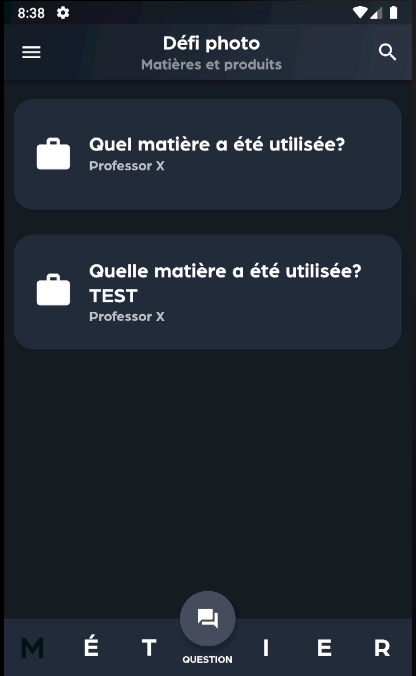 8:38
Défi photo
Matières et produits
Quel matière a été utilisée?
Professor X
Quelle matière a été utilisée?
TEST
Professor X
M É T I E R
QUESTION